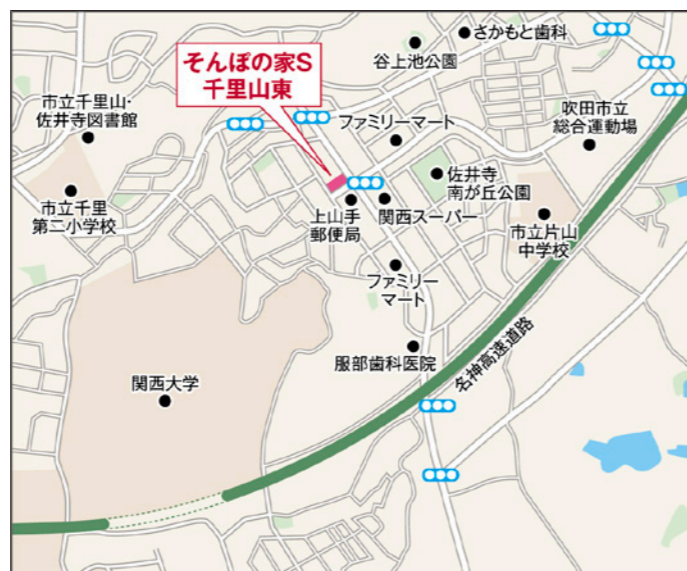 さかもと歯科
谷上池公園
そんぽの家S
千里山東
市立千里山・
佐井寺図書館
ファミリーマート
吹田市立
総合運動場
佐井寺
南が丘公園
市立千里
第二小学校
上山手
郵便局
関西スーパー
市立片山
中学校
ファミリー
マート
服部歯科医院
名神高速道路
関西大学